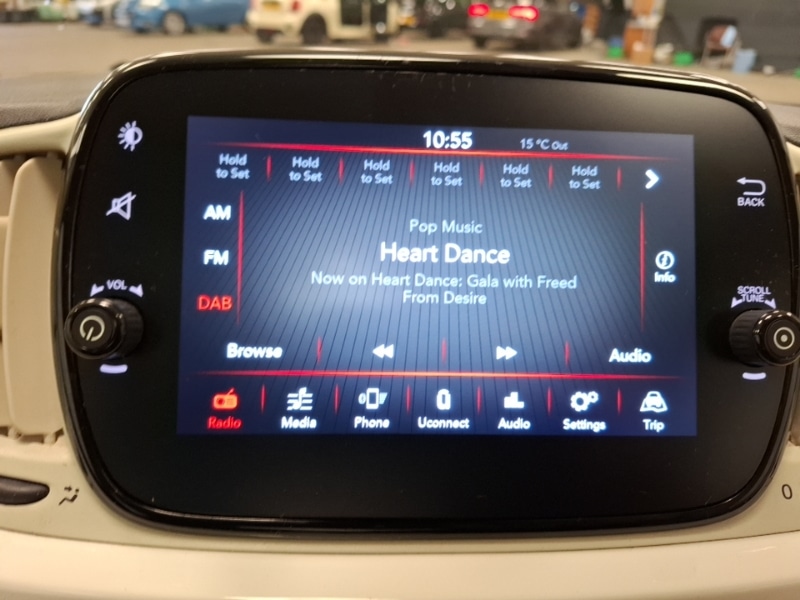 10:55 15 °C Out
Hold to Set
Hold to Set
Hold to Set
Hold to Set
Hold to Set
Hold to Set
AM
FM
DAB
Pop Music
Heart Dance
Now on Heart Dance: Gala with Freed
From Desire
Info
Browse
Audio
Radio
Media
Phone
Uconnect
Audio
Settings
Trip
VOL
BACK
SCROLL
TUNE
0